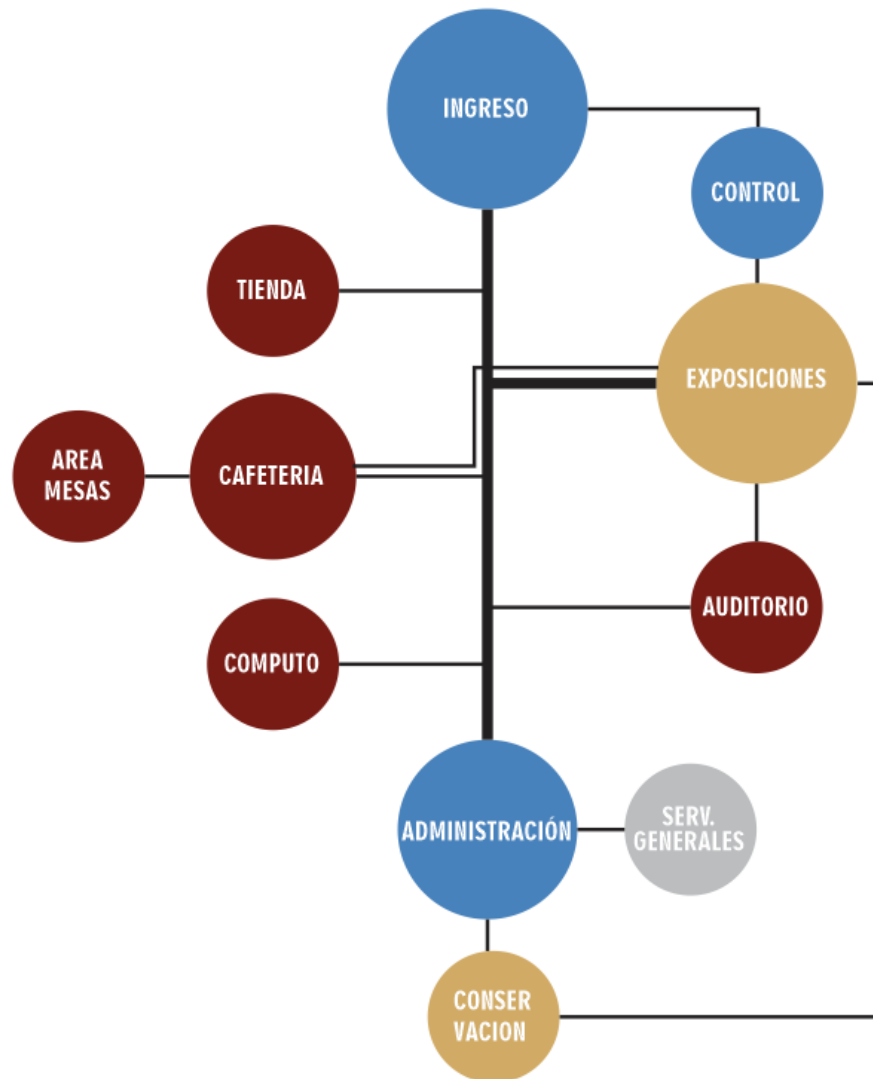 INGRESO
CONTROL
TIENDA
EXPOSICIONES
AREA
MESAS
CAFETERIA
AUDITORIO
COMPUTO
ADMINISTRACIÓN
SERV.
GENERALES
CONSER
VACION